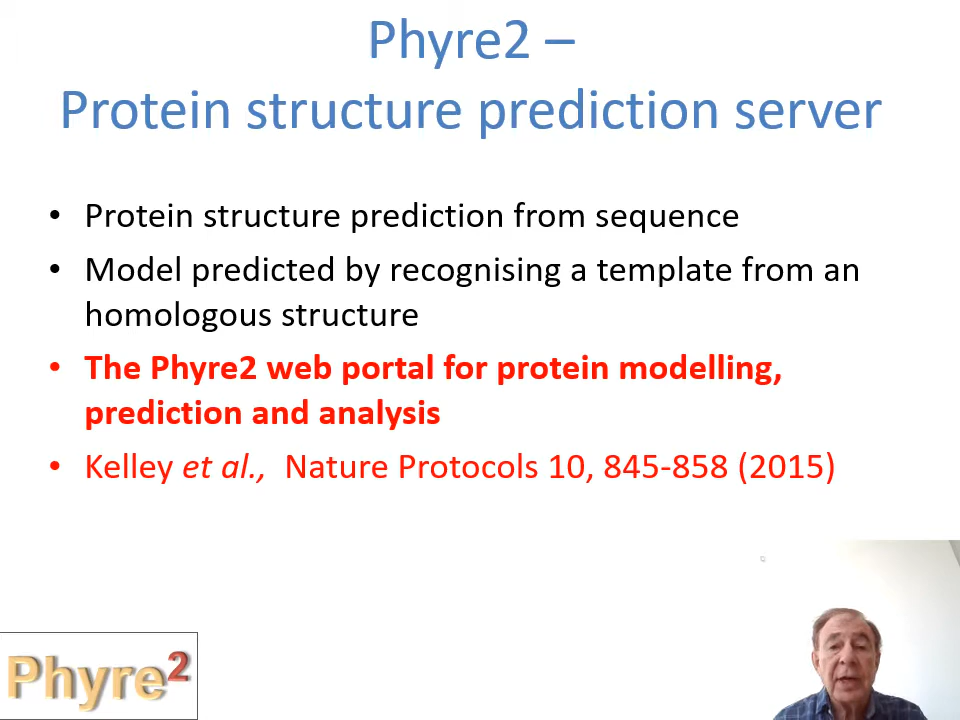 Phyre2 –
Protein structure prediction server
• Protein structure prediction from sequence
• Model predicted by recognising a template from an
homologous structure
• The Phyre2 web portal for protein modelling,
prediction and analysis
• Kelley et al., Nature Protocols 10, 845-858 (2015)
Phyre2